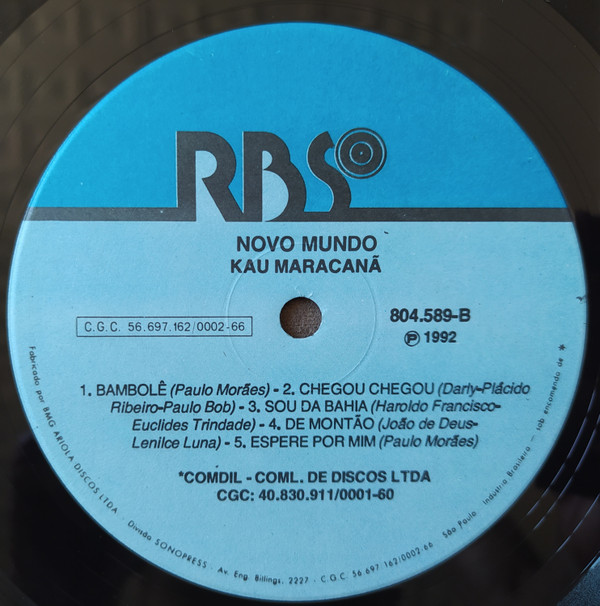 RBS
NOVO MUNDO
KAU MARACANÃ
C.G.C. 56.697.162/0002-66
804.589-B
Ⓟ 1992
1. BAMBOLÊ (Paulo Morães) - 2. CHEGOU CHEGOU (Darly-Plácido
Ribeiro-Paulo Bob) - 3. SOU DA BAHIA (Haroldo Francisco-
Euclides Trindade) - 4. DE MONTÃO (João de Deus-
Lenilce Luna) - 5. ESPERE POR MIM (Paulo Morães)
*COMDIL - COML. DE DISCOS LTDA
CGC: 40.830.911/0001-60
Fabricado por BMG ARIOLA DISCOS LTDA. - Divisão SONOPRESS - Av. Eng. Billings, 2227 - C.G.C. 56.697.162/0002-66 São Paulo - Indústria Brasileira - sob encomenda de *